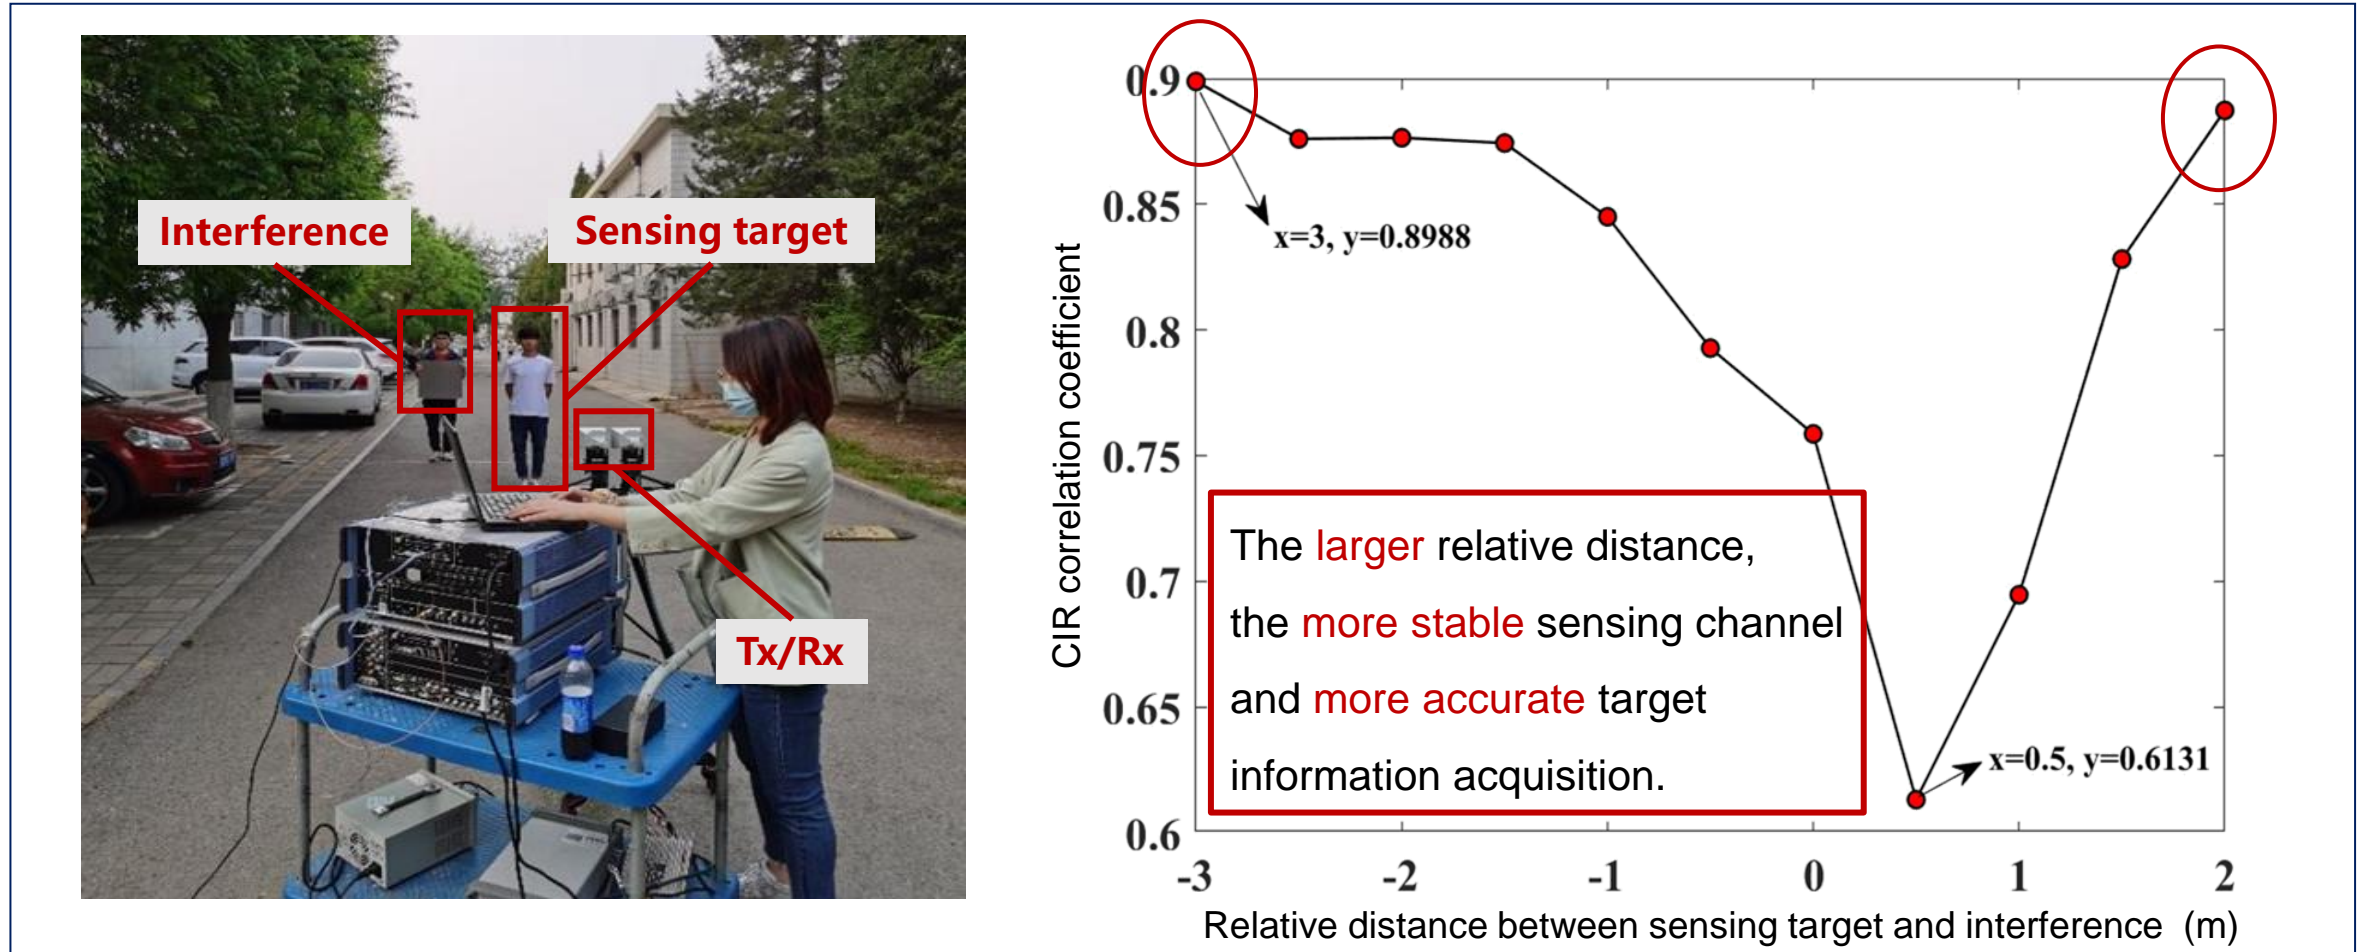 Interference
Sensing target
Tx/Rx
CIR correlation coefficient
0.9
0.85
0.8
0.75
0.7
0.65
0.6
x=3, y=0.8988
The larger relative distance,
the more stable sensing channel
and more accurate target
information acquisition.
x=0.5, y=0.6131
-3 -2 -1 0 1 2
Relative distance between sensing target and interference (m)